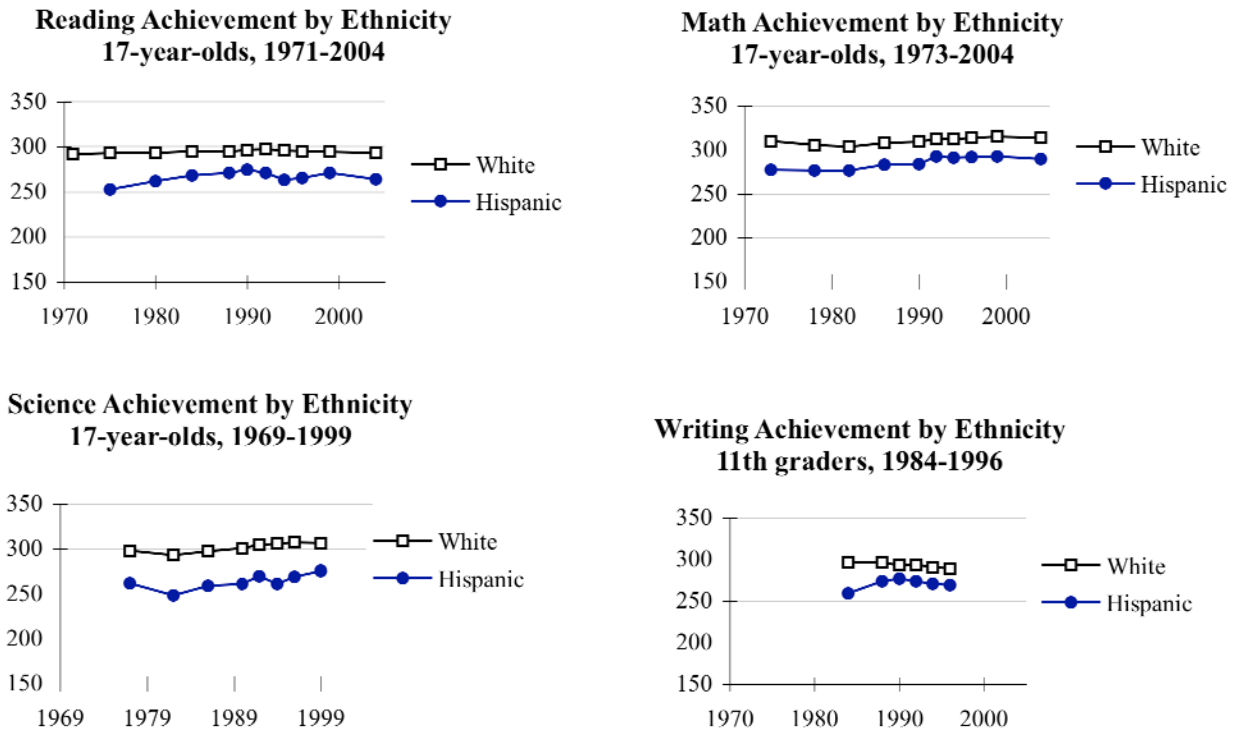 Reading Achievement by Ethnicity
17-year-olds, 1971-2004
350
300
250
200
150
1970 1980 1990 2000
White
Hispanic
Math Achievement by Ethnicity
17-year-olds, 1973-2004
350
300
250
200
150
1970 1980 1990 2000
White
Hispanic
Science Achievement by Ethnicity
17-year-olds, 1969-1999
350
300
250
200
150
1969 1979 1989 1999
White
Hispanic
Writing Achievement by Ethnicity
11th graders, 1984-1996
350
300
250
200
150
1970 1980 1990 2000
White
Hispanic